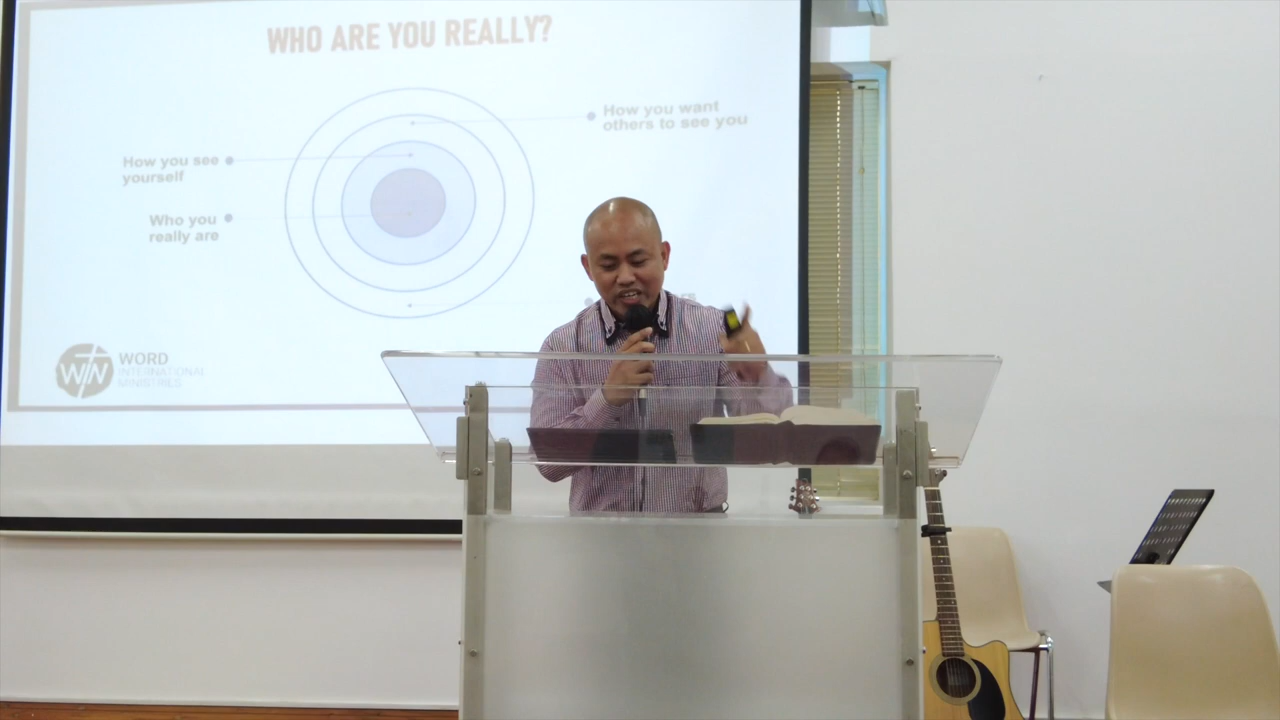 WHO ARE YOU REALLY?
How you want
others to see you
How you see
yourself
Who you
really are
WIN
WORD
INTERNATIONAL
MINISTRIES